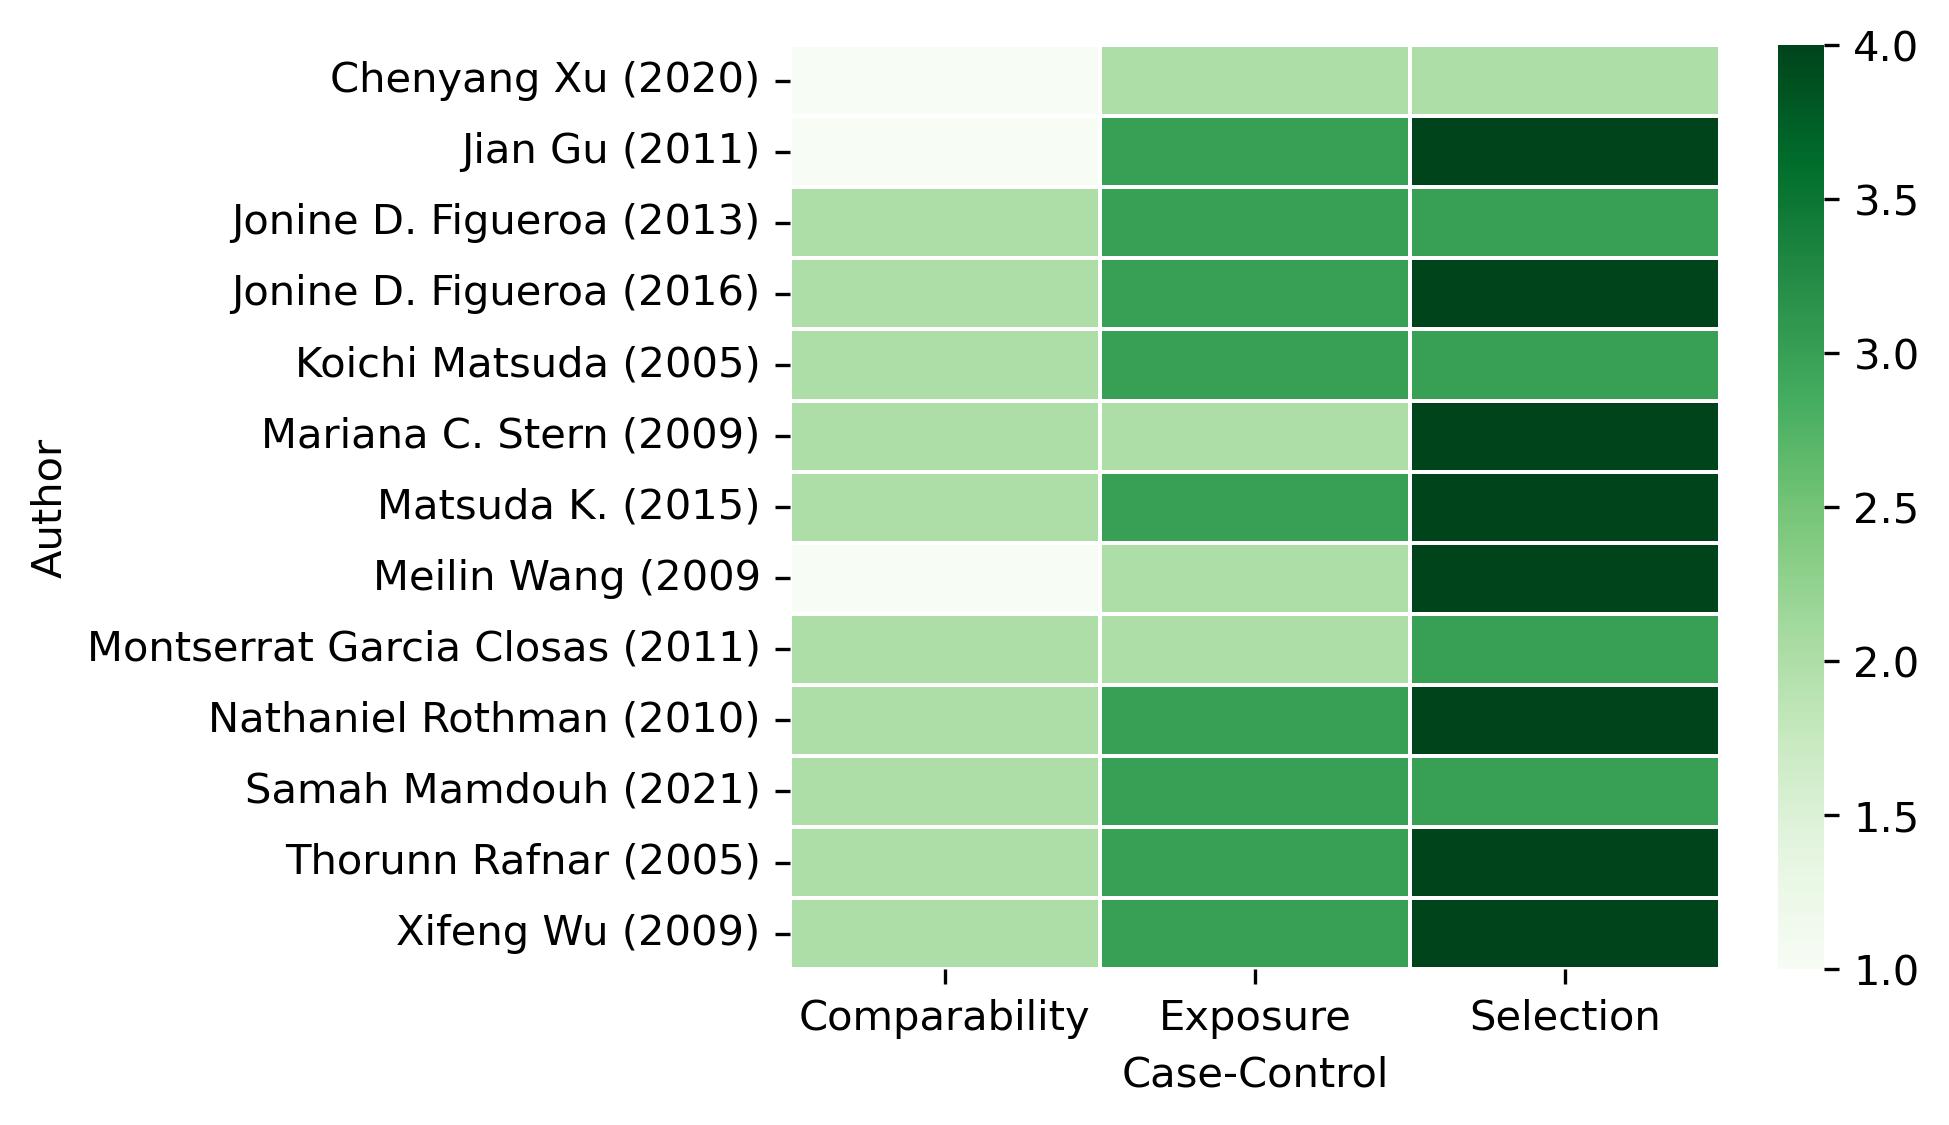 Chenyang Xu (2020)
Jian Gu (2011)
Jonine D. Figueroa (2013)
Jonine D. Figueroa (2016)
Koichi Matsuda (2005)
Mariana C. Stern (2009)
Matsuda K. (2015)
Meilin Wang (2009
Montserrat Garcia Closas (2011)
Nathaniel Rothman (2010)
Samah Mamdouh (2021)
Thorunn Rafnar (2005)
Xifeng Wu (2009)
Author
Comparability Exposure Selection
Case-Control
4.0
3.5
3.0
2.5
2.0
1.5
1.0